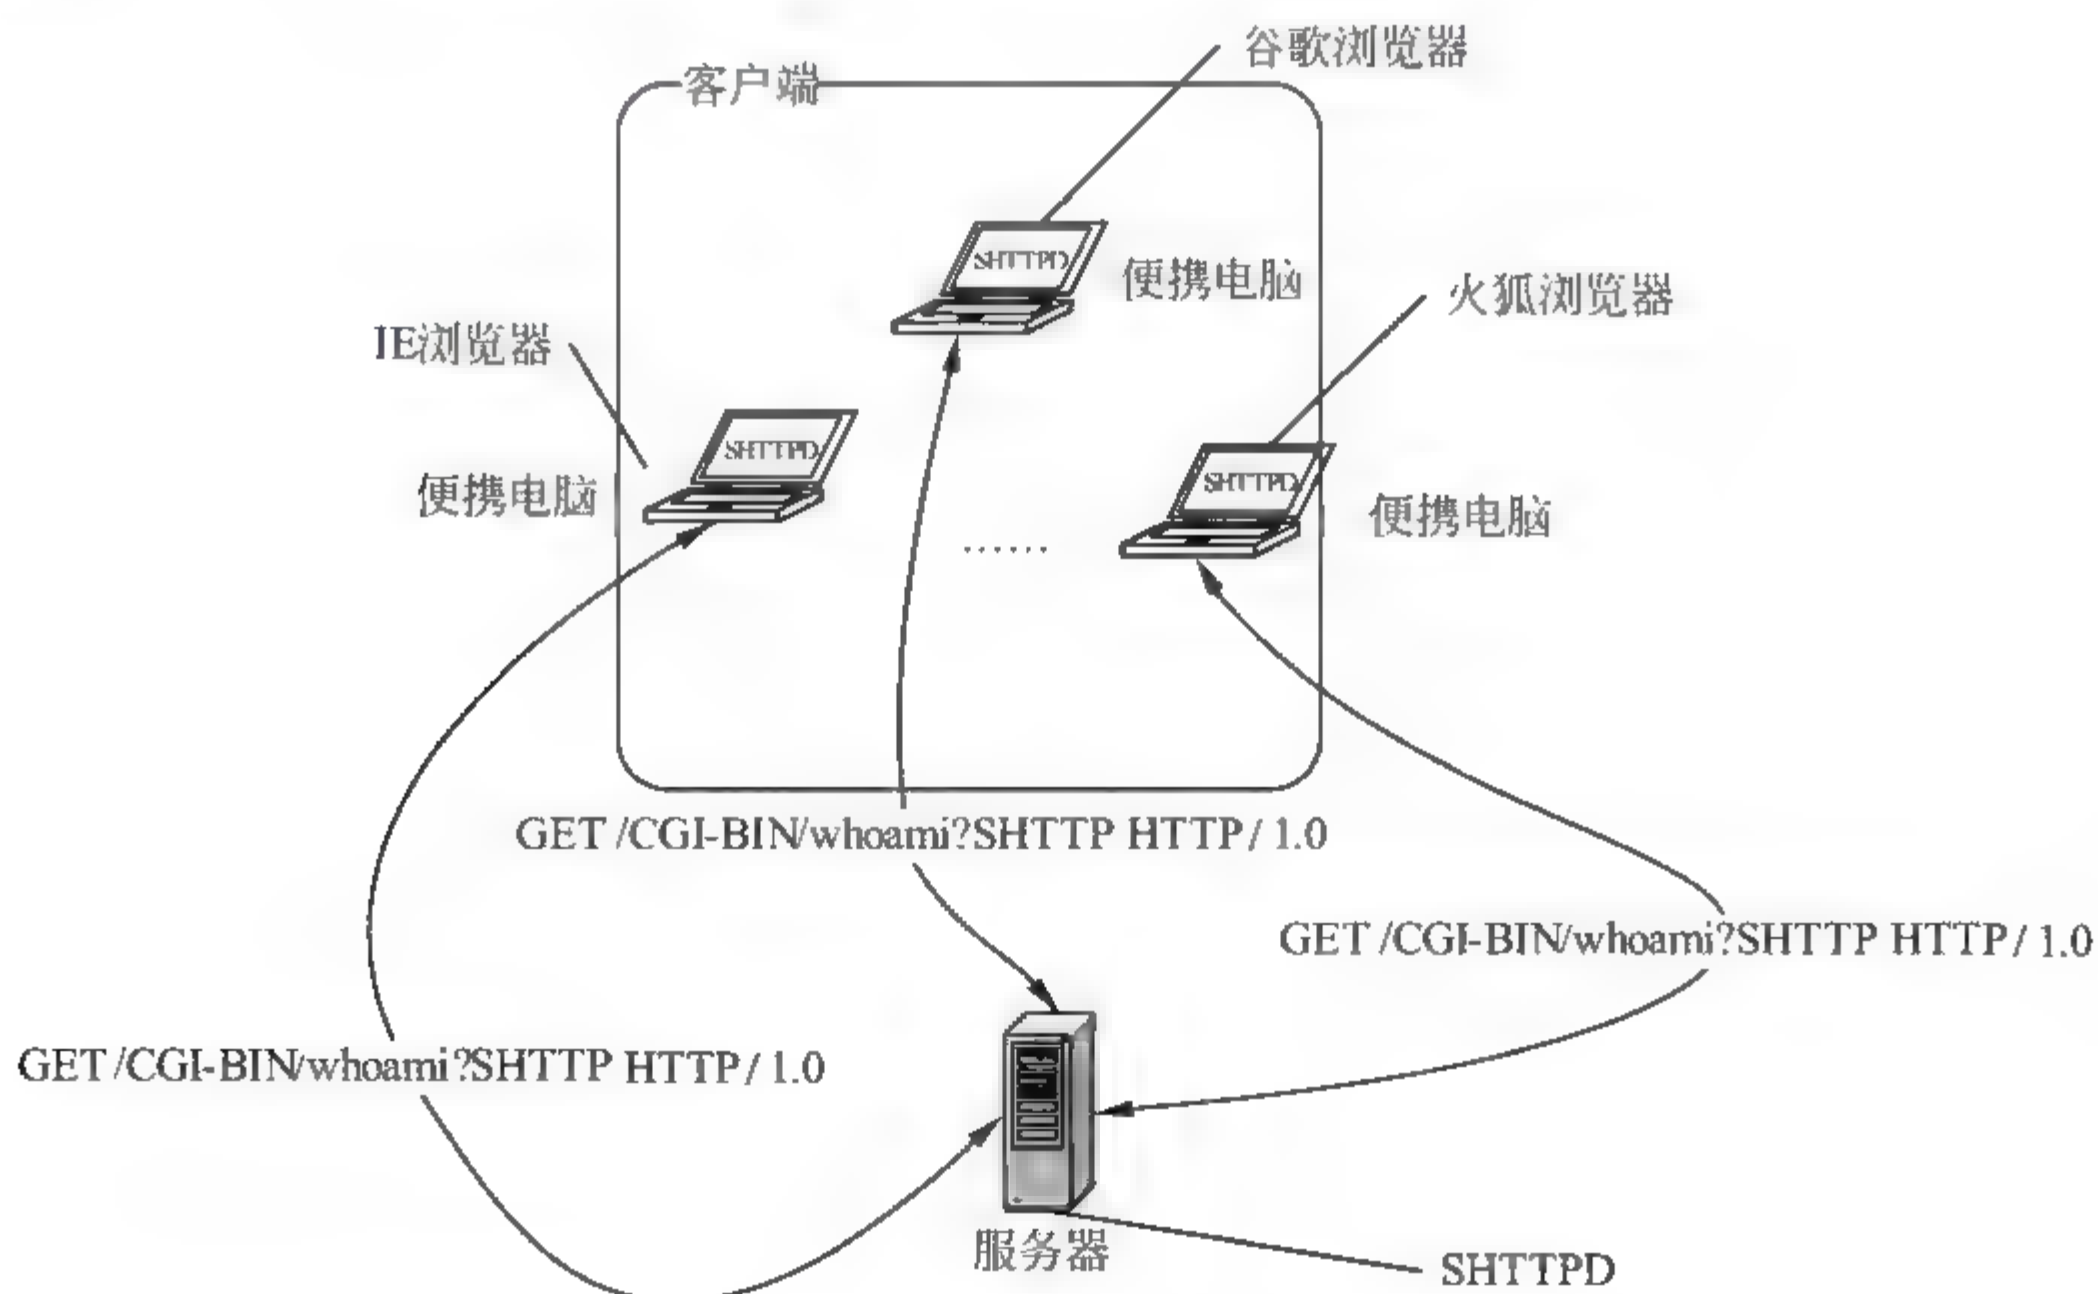 谷歌浏览器
客户端
SHTTPD
便携电脑
火狐浏览器
IE浏览器
SHTTPD
便携电脑
SHTTPD
便携电脑
......
GET /CGI-BIN/whoami?SHTTP HTTP/ 1.0
GET /CGI-BIN/whoami?SHTTP HTTP/ 1.0
GET /CGI-BIN/whoami?SHTTP HTTP/ 1.0
服务器
SHTTPD